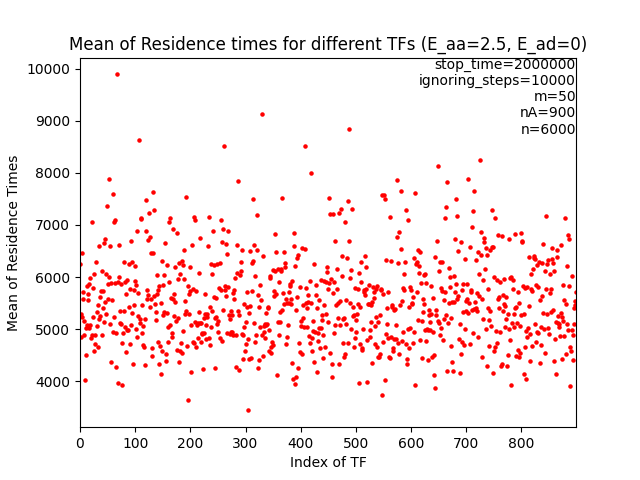 Mean of Residence times for different TFs (E_aa=2.5, E_ad=0)
stop_time=2000000
ignoring_steps=10000
m=50
nA=900
n=6000
10000
9000
8000
7000
6000
5000
4000
Mean of Residence Times
0 100 200 300 400 500 600 700 800
Index of TF